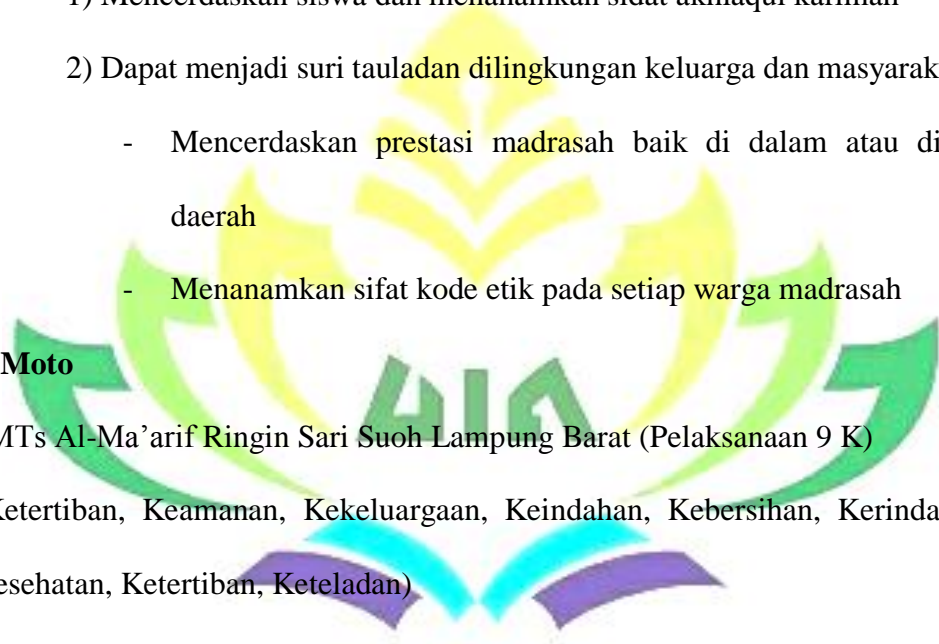 2) Dapat menjadi suri tauladan dilingkungan keluarga dan masyarak
- Mencerdaskan prestasi madrasah baik di dalam atau di
daerah
- Menanamkan sifat kode etik pada setiap warga madrasah
Moto
MTs Al-Ma'arif Ringin Sari Suoh Lampung Barat (Pelaksanaan 9 K)
Ketertiban, Keamanan, Kekeluargaan, Keindahan, Kebersihan, Kerinda
esehatan, Ketertiban, Keteladan)